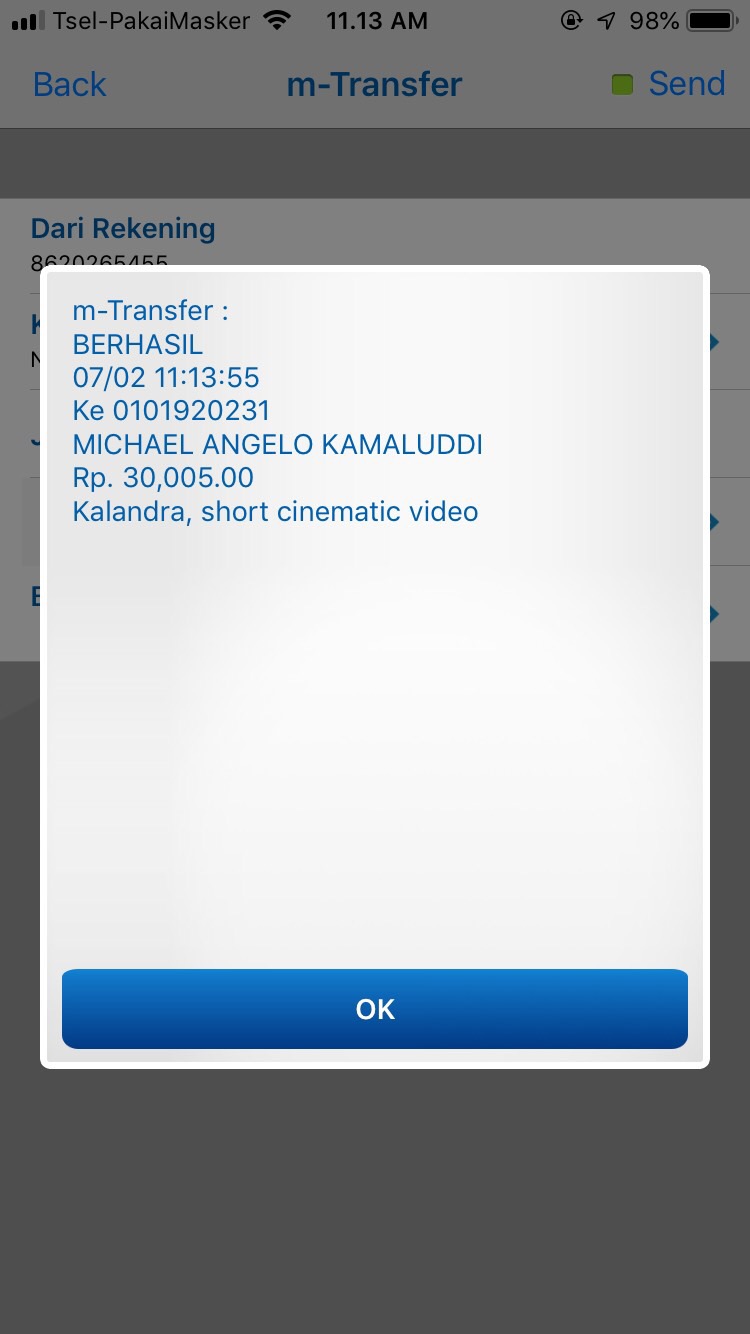 Tsel-PakaiMasker 11.13 AM 98%
Back m-Transfer Send
Dari Rekening
8620265455
m-Transfer :
BERHASIL
07/02 11:13:55
Ke 0101920231
MICHAEL ANGELO KAMALUDDI
Rp. 30,005.00
Kalandra, short cinematic video
OK